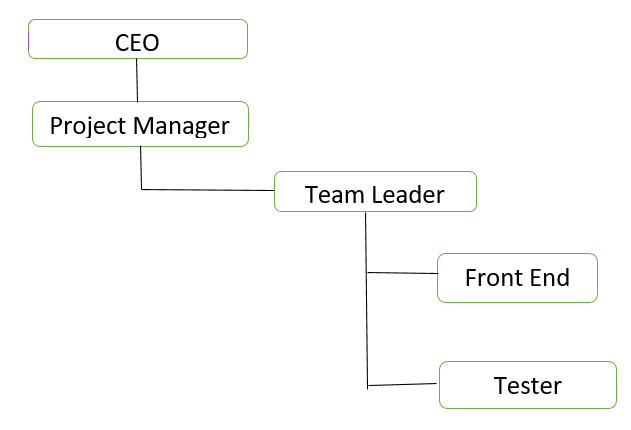 CEO
Project Manager
Team Leader
Front End
Tester